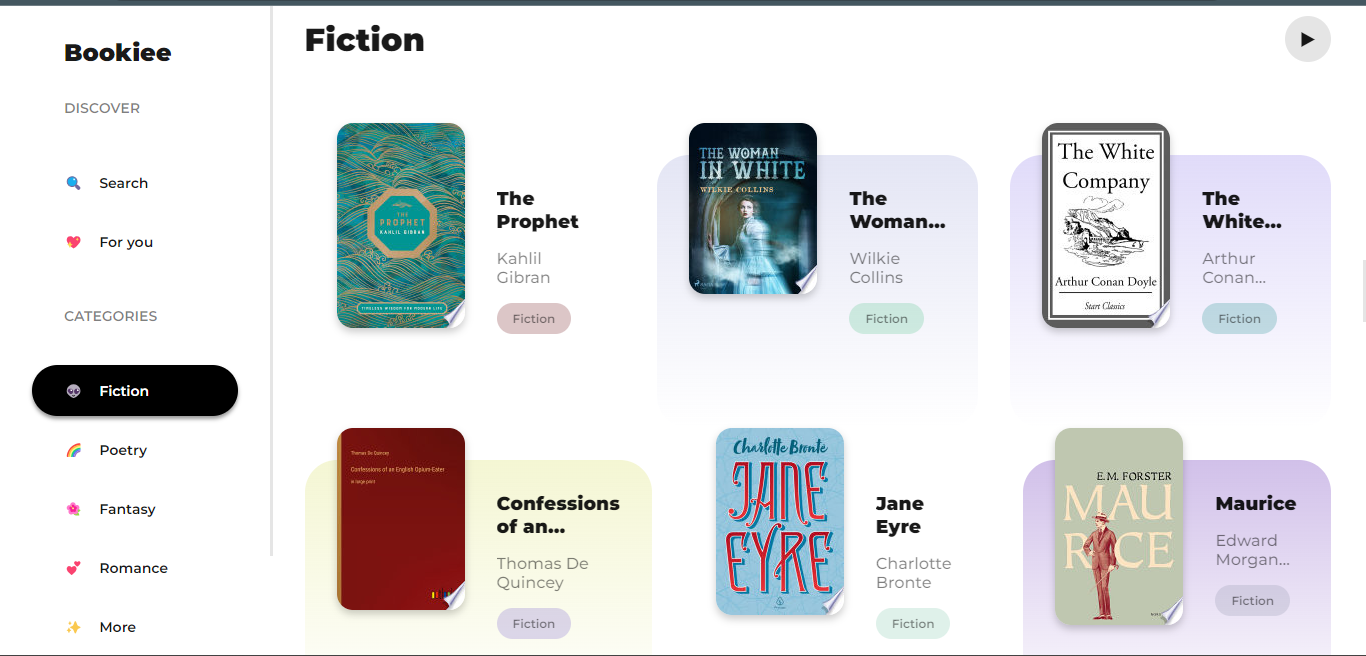 Bookiee
DISCOVER
Search
For you
CATEGORIES
Fiction
Poetry
Fantasy
Romance
More
Fiction
THE
PROPHET
KAHLIL GIBRAN
TIMELESS WISDOM FOR MODERN LIFE
The
Prophet
Kahlil
Gibran
Fiction
THE WOMAN
IN WHITE
WILKIE COLLINS
The
Woman...
Wilkie
Collins
Fiction
The White
Company
Arthur Conan Doyle
Start Classics
The
White...
Arthur
Conan...
Fiction
Thomas De Quincey
Confessions of an English Opium-Eater
in large print
Confessions
of an...
Thomas De
Quincey
Fiction
Charlotte Brontë
JANE
EYRE
Jane
Eyre
Charlotte
Bronte
Fiction
E.M. FORSTER
MAU
RICE
Maurice
Edward
Morgan...
Fiction